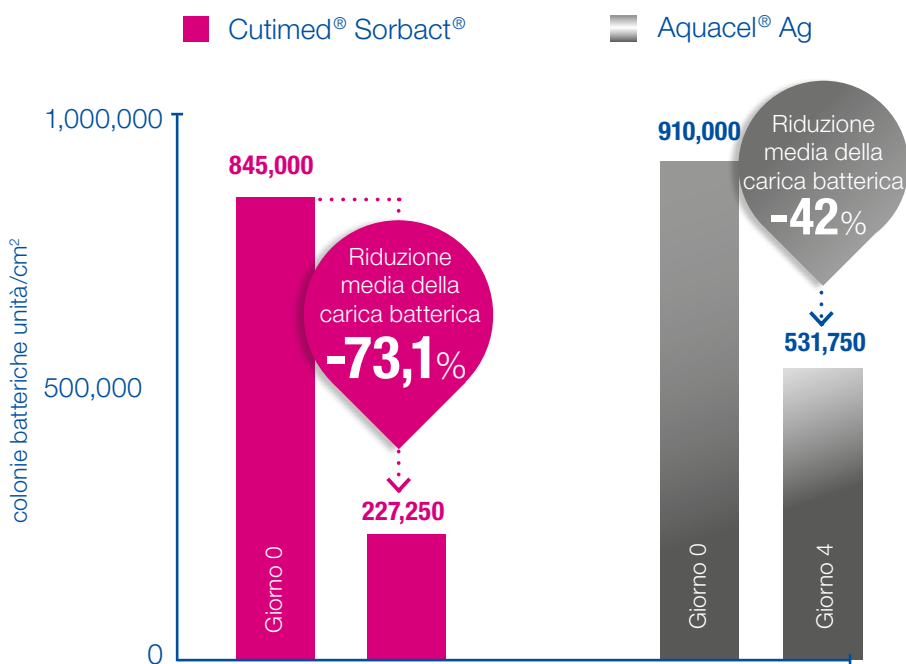 Cutimed® Sorbact®
Aquacel® Ag
colonie batteriche unità/cm²
1,000,000
500,000
0
845,000
Riduzione
media della
carica batterica
-73,1%
227,250
Giorno 0
910,000
Riduzione
media della
carica batterica
-42%
531,750
Giorno 0
Giorno 4